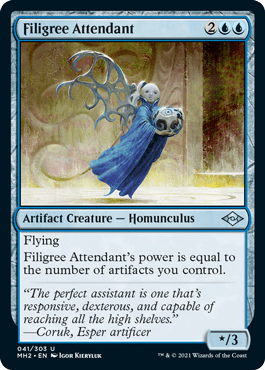 Filigree Attendant 2
Artifact Creature — Homunculus
Flying
Filigree Attendant's power is equal to
the number of artifacts you control.
"The perfect assistant is one that's
responsive, dexterous, and capable of
reaching all the high shelves."
—Coruk, Esper artificer
*/3
041/303 U
MH2 • EN Igor Kieryluk
™ & © 2021 Wizards of the Coast